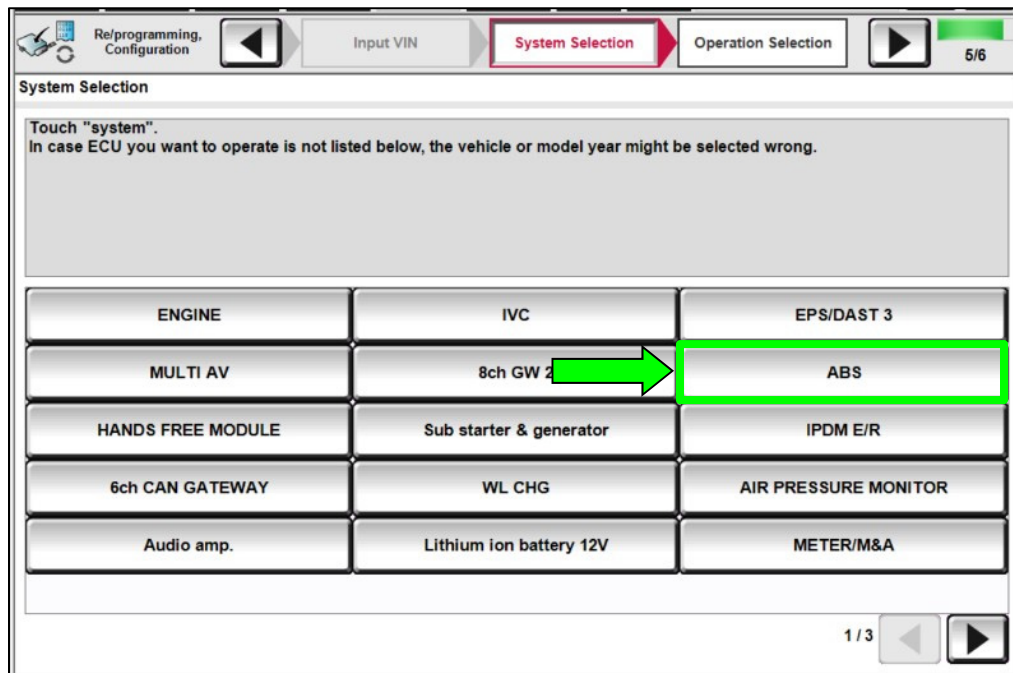 Re/programming,
Configuration
Input VIN
System Selection
Operation Selection
5/6
System Selection
Touch "system".
In case ECU you want to operate is not listed below, the vehicle or model year might be selected wrong.
ENGINE
IVC
EPS/DAST 3
MULTI AV
8ch GW 2
ABS
HANDS FREE MODULE
Sub starter & generator
IPDM E/R
6ch CAN GATEWAY
WL CHG
AIR PRESSURE MONITOR
Audio amp.
Lithium ion battery 12V
METER/M&A
1 / 3